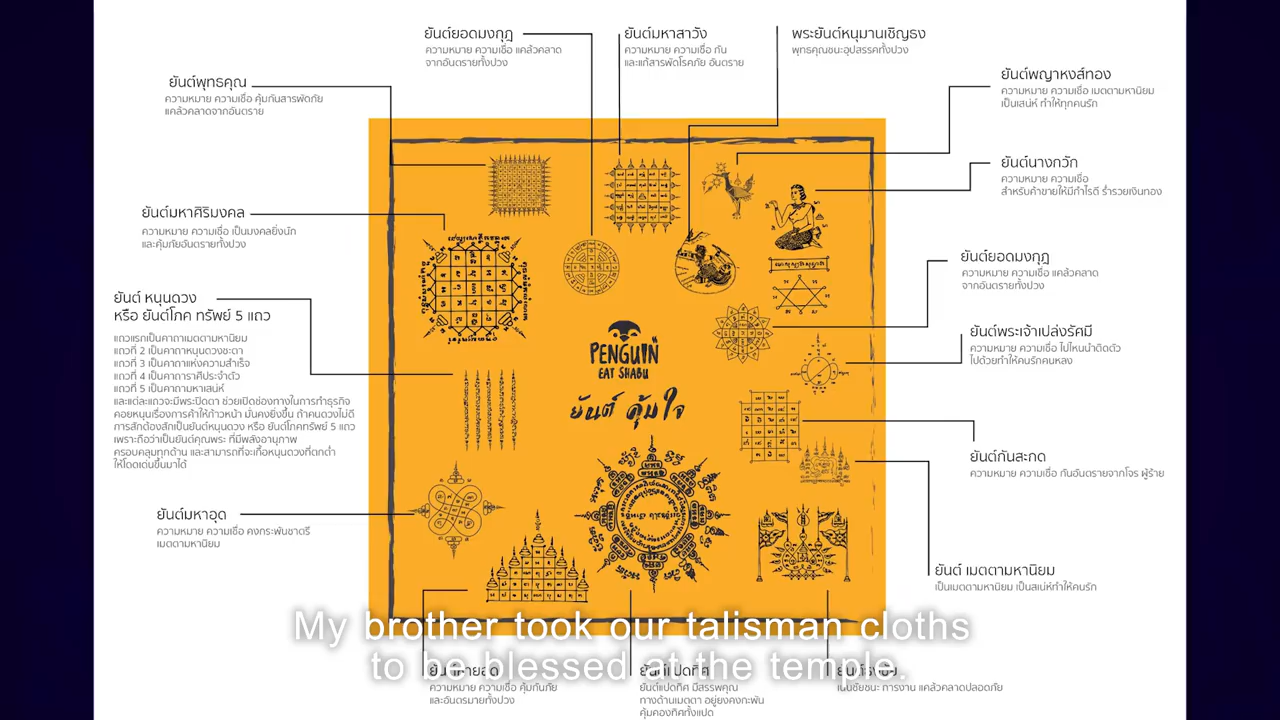 ยันต์ยอดมงกุฎ
ความหมาย ความเชื่อ แคล้วคลาด
จากอันตรายทั้งปวง
ยันต์มหาสาวัง
ความหมาย ความเชื่อ กัน
และแก้สารพัดโรคภัย อันตราย
พระยันต์หนุมานเชิญธง
พุทธคุณชนะอุปสรรคทั้งปวง
ยันต์พญาหงส์ทอง
ความหมาย ความเชื่อ เมตตามหานิยม
เป็นเสน่ห์ ทำให้ทุกคนรัก
ยันต์พุทธคุณ
ความหมาย ความเชื่อ คุ้มกันสารพัดภัย
แคล้วคลาดจากอันตราย
ยันต์นางกวัก
ความหมาย ความเชื่อ
สำหรับค้าขายให้มีกำไรดี ร่ำรวยเงินทอง
ยันต์มหาศิริมงคล
ความหมาย ความเชื่อ เป็นมงคลยิ่งนัก
และคุ้มภัยอันตรายทั้งปวง
ยันต์ยอดมงกุฎ
ความหมาย ความเชื่อ แคล้วคลาด
จากอันตรายทั้งปวง
ยันต์ หนุนดวง
หรือ ยันต์โภค ทรัพย์ 5 แถว
แถวแรกเป็นคาถาเมตตามหานิยม
แถวที่ 2 เป็นคาถาหนุนดวงชะตา
แถวที่ 3 เป็นคาถาแห่งความสำเร็จ
แถวที่ 4 เป็นคาถาราศีประจำตัว
แถวที่ 5 เป็นคาถามหาเสน่ห์
และแต่ละแถวจะมีพระปิดตา ช่วยเปิดช่องทางในการทำธุรกิจ
คอยหนุนเรื่องการค้าให้ก้าวหน้า มั่นคงยิ่งขึ้น ถ้าคนดวงไม่ดี
การสักต้องสักเป็นยันต์หนุนดวง หรือ ยันต์โภคทรัพย์ 5 แถว
เพราะถือว่าเป็นยันต์คุณพระ ที่มีพลังอานุภาพ
ครอบคลุมทุกด้าน และสามารถที่จะเกื้อหนุนดวงที่ตกต่ำ
ให้โดดเด่นขึ้นมาได้
ยันต์พระเจ้าเปล่งรัศมี
ความหมาย ความเชื่อ ไปไหนนำติดตัว
ไปด้วยทำให้คนรักคนหลง
PENGUIN
EAT SHABU
ยันต์ คุ้มใจ
ยันต์กันสะกด
ความหมาย ความเชื่อ กันอันตรายจากโจร ผู้ร้าย
ยันต์มหาอุด
ความหมาย ความเชื่อ คงกระพันชาตรี
เมตตามหานิยม
ยันต์ เมตตามหานิยม
เป็นเมตตามหานิยม เป็นสเน่ห์ทำให้คนรัก
My brother took our talisman cloths
to be blessed at the temple.
ความหมาย ความเชื่อ คุ้มกันภัย
และอันตรมายทั้งปวง
ยันต์แปดทิศ
ยันต์แปดทิศ มีสรรพคุณ
ทางด้านเมตตา อยู่ยงคงกะพัน
คุ้มคองทิศทั้งแปด
การงาน แคล้วคลาดปลอดภัย